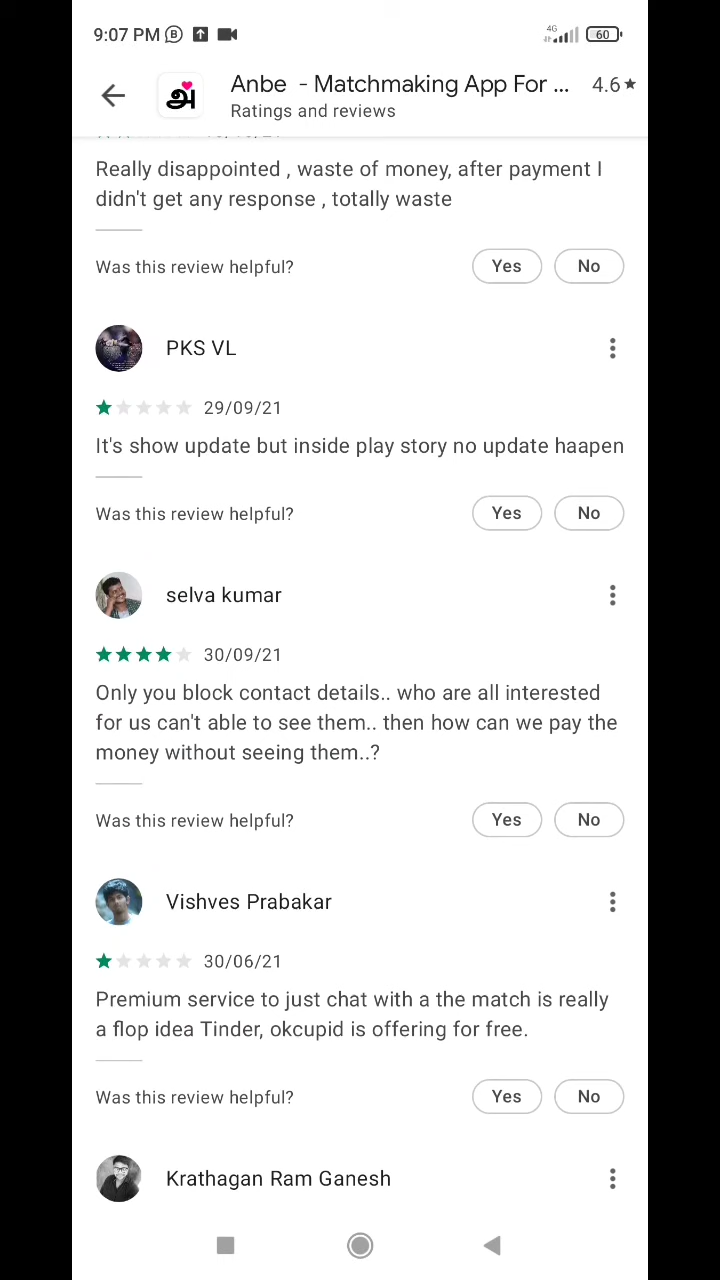 9:07 PM
4G
60
அ
Anbe - Matchmaking App For ...
4.6★
Ratings and reviews
Really disappointed , waste of money, after payment I
didn't get any response , totally waste
Was this review helpful?
Yes
No
PKS VL
29/09/21
It's show update but inside play story no update haapen
Was this review helpful?
Yes
No
selva kumar
30/09/21
Only you block contact details.. who are all interested
for us can't able to see them.. then how can we pay the
money without seeing them..?
Was this review helpful?
Yes
No
Vishves Prabakar
30/06/21
Premium service to just chat with a the match is really
a flop idea Tinder, okcupid is offering for free.
Was this review helpful?
Yes
No
Krathagan Ram Ganesh